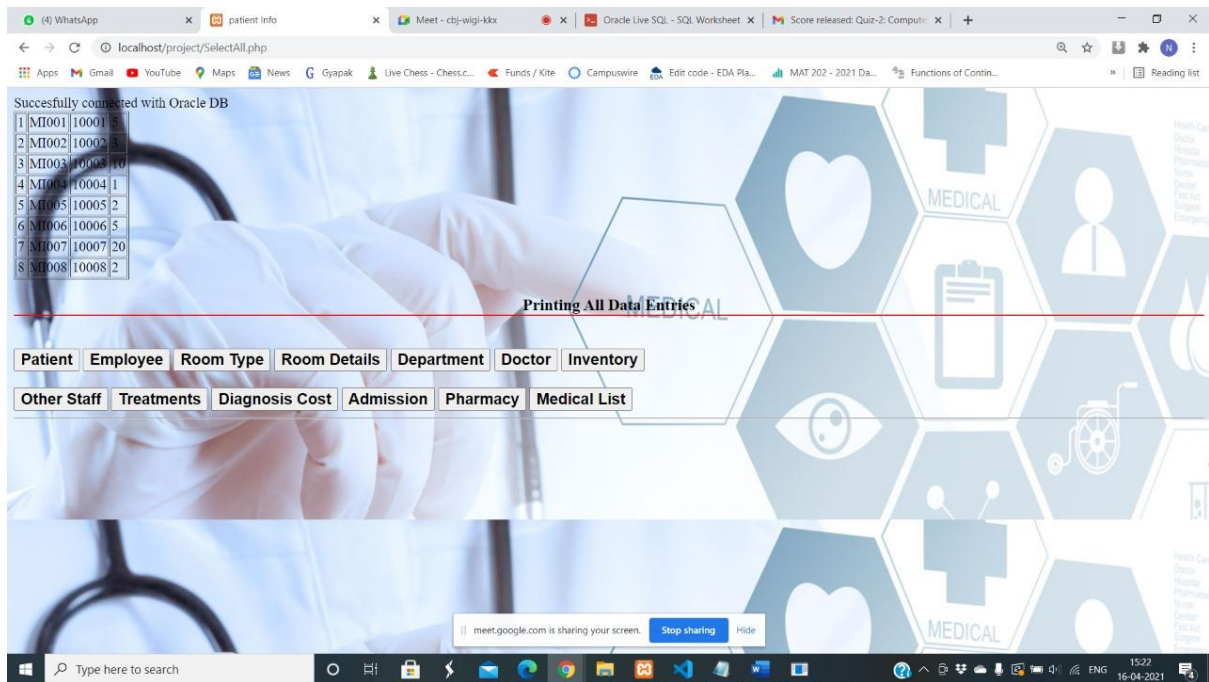 (4) WhatsApp
patient Info
Meet - cbj-wigi-kkx
Oracle Live SQL - SQL Worksheet
Score released: Quiz-2: Compute
localhost/project/SelectAll.php
N
Apps Gmail YouTube Maps News Gyapak Live Chess - Chess.c... Funds / Kite Campuswire Edit code - EDA Pla... MAT 202 - 2021 Da... Functions of Contin... » Reading list
Succesfully connected with Oracle DB
1 MI001 10001 5
2 MI002 10002 3
3 MI003 10003 10
4 MI004 10004 1
5 MI005 10005 2
6 MI006 10006 5
7 MI007 10007 20
8 MI008 10008 2
MEDICAL
Printing All Data Entries
MEDICAL
Patient Employee Room Type Room Details Department Doctor Inventory
Other Staff Treatments Diagnosis Cost Admission Pharmacy Medical List
meet.google.com is sharing your screen. Stop sharing Hide
MEDICAL
Type here to search
ENG
15:22
16-04-2021